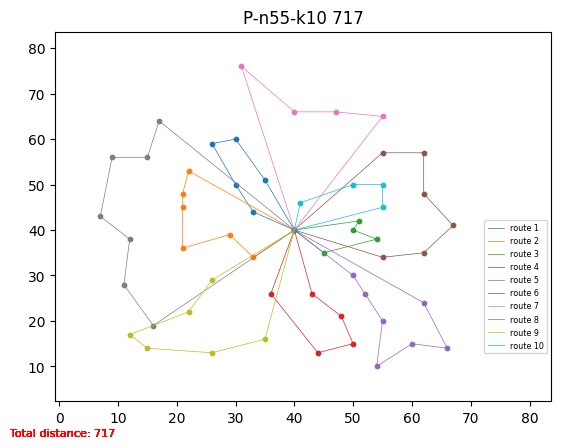 P-n55-k10 717
80
70
60
50
40
30
20
10
0 10 20 30 40 50 60 70 80
route 1
route 2
route 3
route 4
route 5
route 6
route 7
route 8
route 9
route 10
Total distance: 717